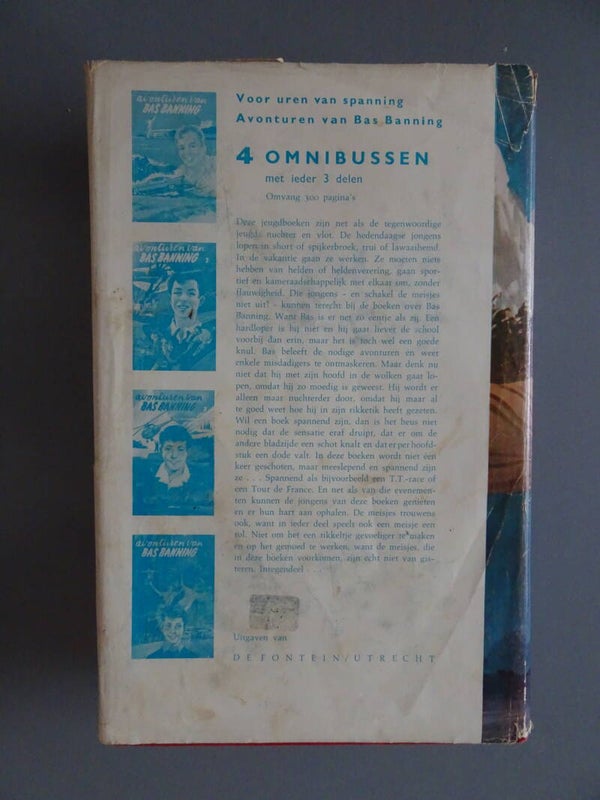 avonturen van
BAS BANNING
avonturen van
BAS BANNING 2
avonturen van
BAS BANNING
avonturen van
BAS BANNING
Voor uren van spanning
Avonturen van Bas Banning
4 OMNIBUSSEN
met ieder 3 delen
Omvang 300 pagina's
Deze jeugdboeken zijn net als de tegenwoordige
jeugd, nuchter en vlot. De hedendaagse jongens
lopen in short of spijkerbroek, trui of lawaaihemd.
In de vakantie gaan ze werken. Ze moeten niets
hebben van helden of heldenverering, gaan spor-
tief en kameraadschappelijk met elkaar om, zonder
flauwigheid. Die jongens - en schakel de meisjes
niet uit! - kunnen terecht bij de boeken over Bas
Banning. Want Bas is er net zo eentje als zij. Een
hardloper is hij niet en hij gaat liever de school
voorbij dan erin, maar het is toch wel een goede
knul. Bas beleeft de nodige avonturen en weet
enkele misdadigers te ontmaskeren. Maar denk nu
niet dat hij met zijn hoofd in de wolken gaat lo-
pen, omdat hij zo moedig is geweest. Hij wordt er
alleen maar nuchterder door, omdat hij maar al
te goed weet hoe hij in zijn rikketik heeft gezeten.
Wil een boek spannend zijn, dan is het heus niet
nodig dat de sensatie eraf druipt, dat er om de
andere bladzijde een schot knalt en dat er per hoofd-
stuk een dode valt. In deze boeken wordt niet een
keer geschoten, maar meeslepend en spannend zijn
ze . . . Spannend als bijvoorbeeld een T.T.-race of
een Tour de France. En net als van die evenemen-
ten kunnen de jongens van deze boeken genieten
en er hun hart aan ophalen. De meisjes trouwens
ook, want in ieder deel speelt ook een meisje een
rol. Niet om het een rikkeltje gevoeliger te maken
en op het gemoed te werken, want de meisjes, die
in deze boeken voorkomen, zijn echt niet van gis-
teren. Integendeel . . .
Uitgaven van
DE FONTEIN/UTRECHT